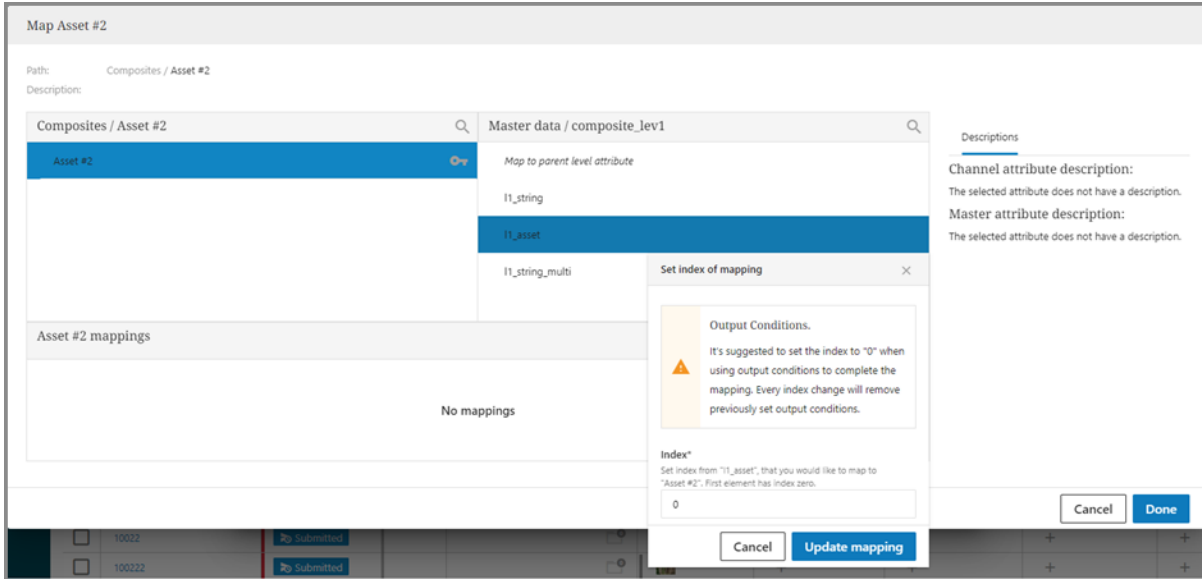 Map Asset #2
Path: Composites / Asset #2
Description:
Composites / Asset #2
Master data / composite_lev1
Asset #2
Map to parent level attribute
l1_string
l1_asset
l1_string_multi
Descriptions
Channel attribute description:
The selected attribute does not have a description.
Master attribute description:
The selected attribute does not have a description.
Asset #2 mappings
No mappings
Set index of mapping
Output Conditions.
It's suggested to set the index to "0" when
using output conditions to complete the
mapping. Every index change will remove
previously set output conditions.
Index*
Set index from "l1_asset", that you would like to map to
"Asset #2". First element has index zero.
0
Cancel Update mapping
Cancel Done
10022 Submitted
100222 Submitted